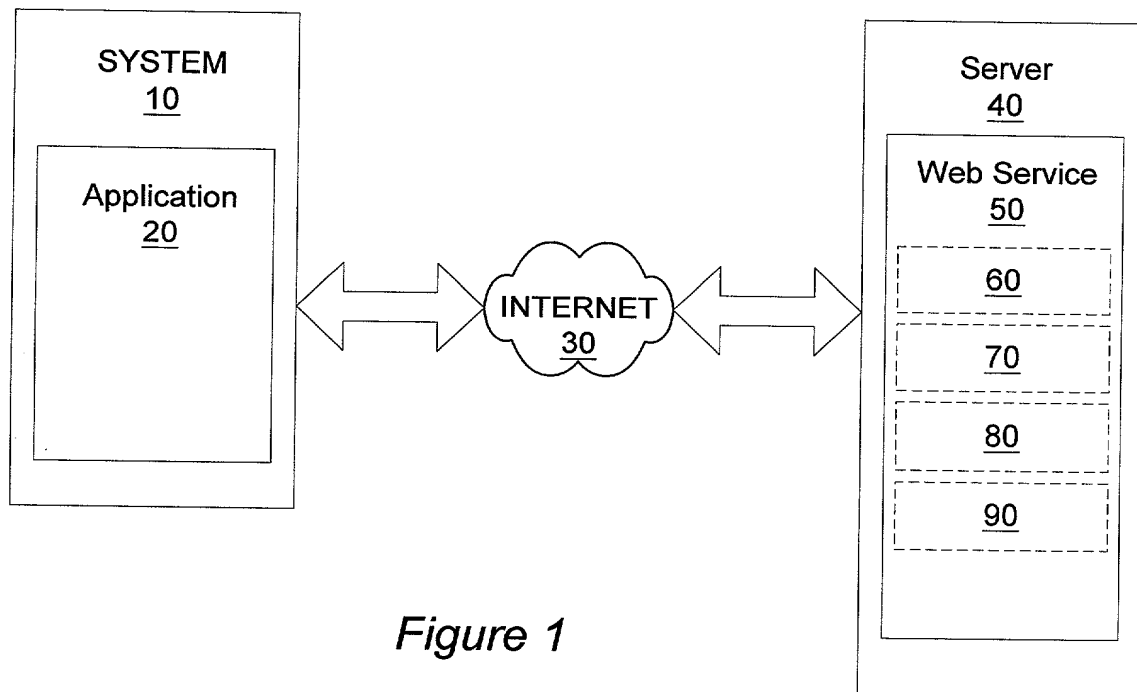 SYSTEM
10
Application
20
INTERNET
30
Server
40
Web Service
50
60
70
80
90
Figure 1